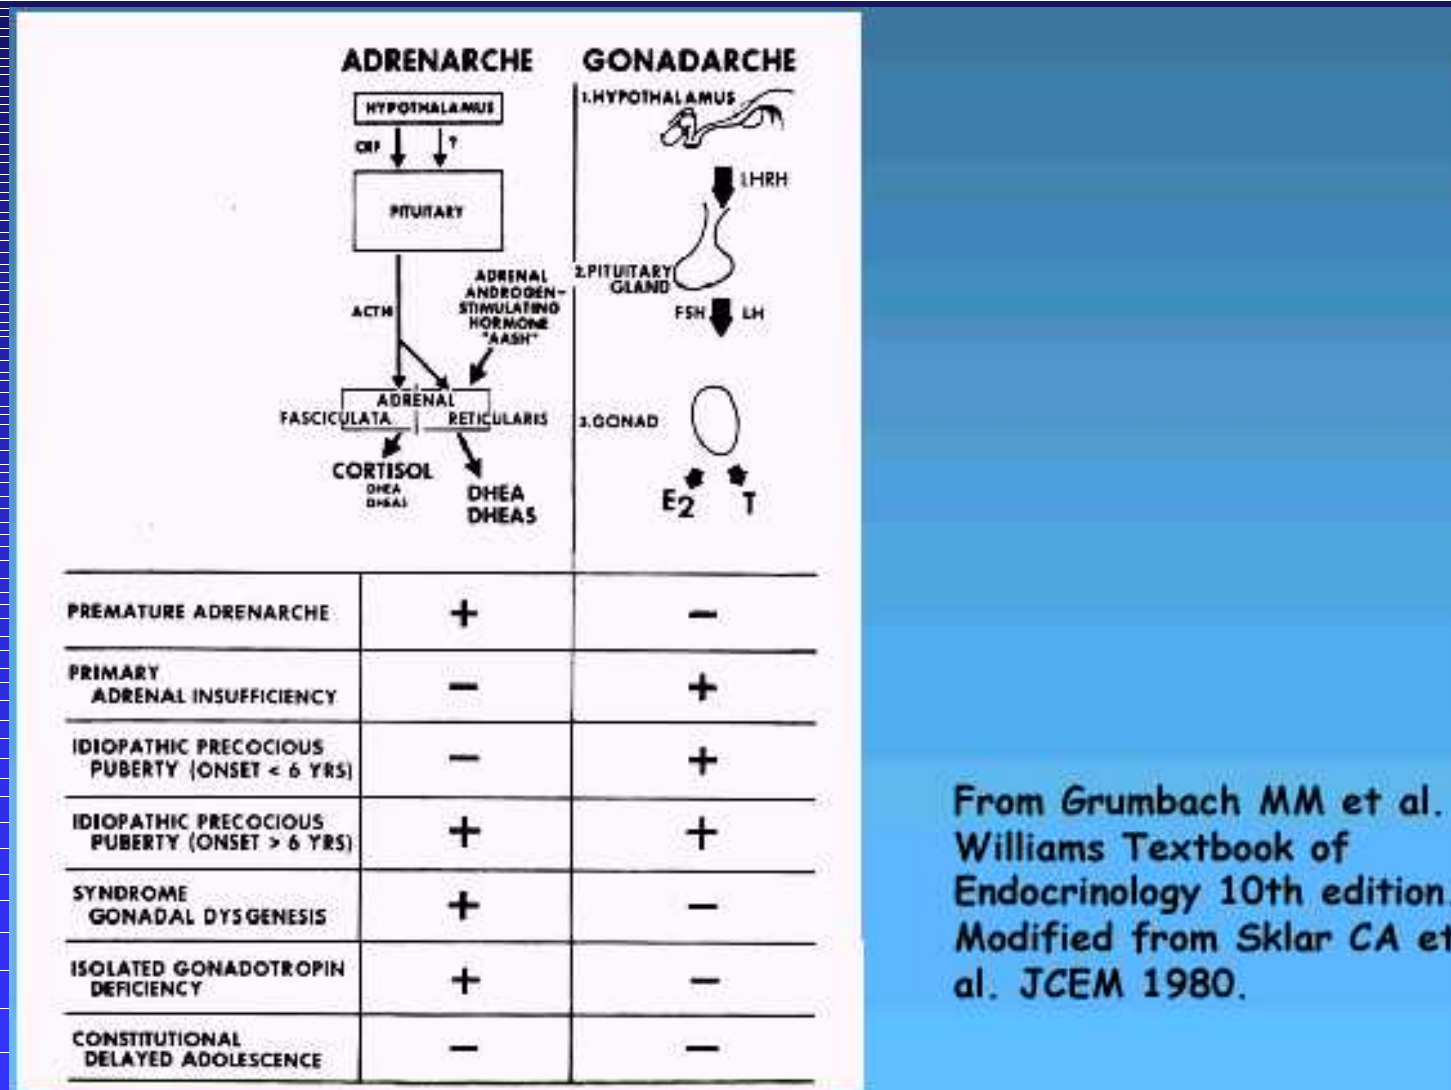 ADRENARCHE GONADARCHE
HYPOTHALAMUS
CRF ?
PITUITARY
ACTH
ADRENAL
ANDROGEN-
STIMULATING
HORMONE
"AASH"
ADRENAL
FASCICULATA RETICULARIS
CORTISOL
DHEA
DHEAS
DHEA
DHEAS
1.HYPOTHALAMUS
LHRH
2.PITUITARY
GLAND
FSH LH
3.GONAD
E2 T
PREMATURE ADRENARCHE + −
PRIMARY
ADRENAL INSUFFICIENCY − +
IDIOPATHIC PRECOCIOUS
PUBERTY (ONSET < 6 YRS) − +
IDIOPATHIC PRECOCIOUS
PUBERTY (ONSET > 6 YRS) + +
SYNDROME
GONADAL DYSGENESIS + −
ISOLATED GONADOTROPIN
DEFICIENCY + −
CONSTITUTIONAL
DELAYED ADOLESCENCE − −
From Grumbach MM et al.
Williams Textbook of
Endocrinology 10th edition.
Modified from Sklar CA et
al. JCEM 1980.